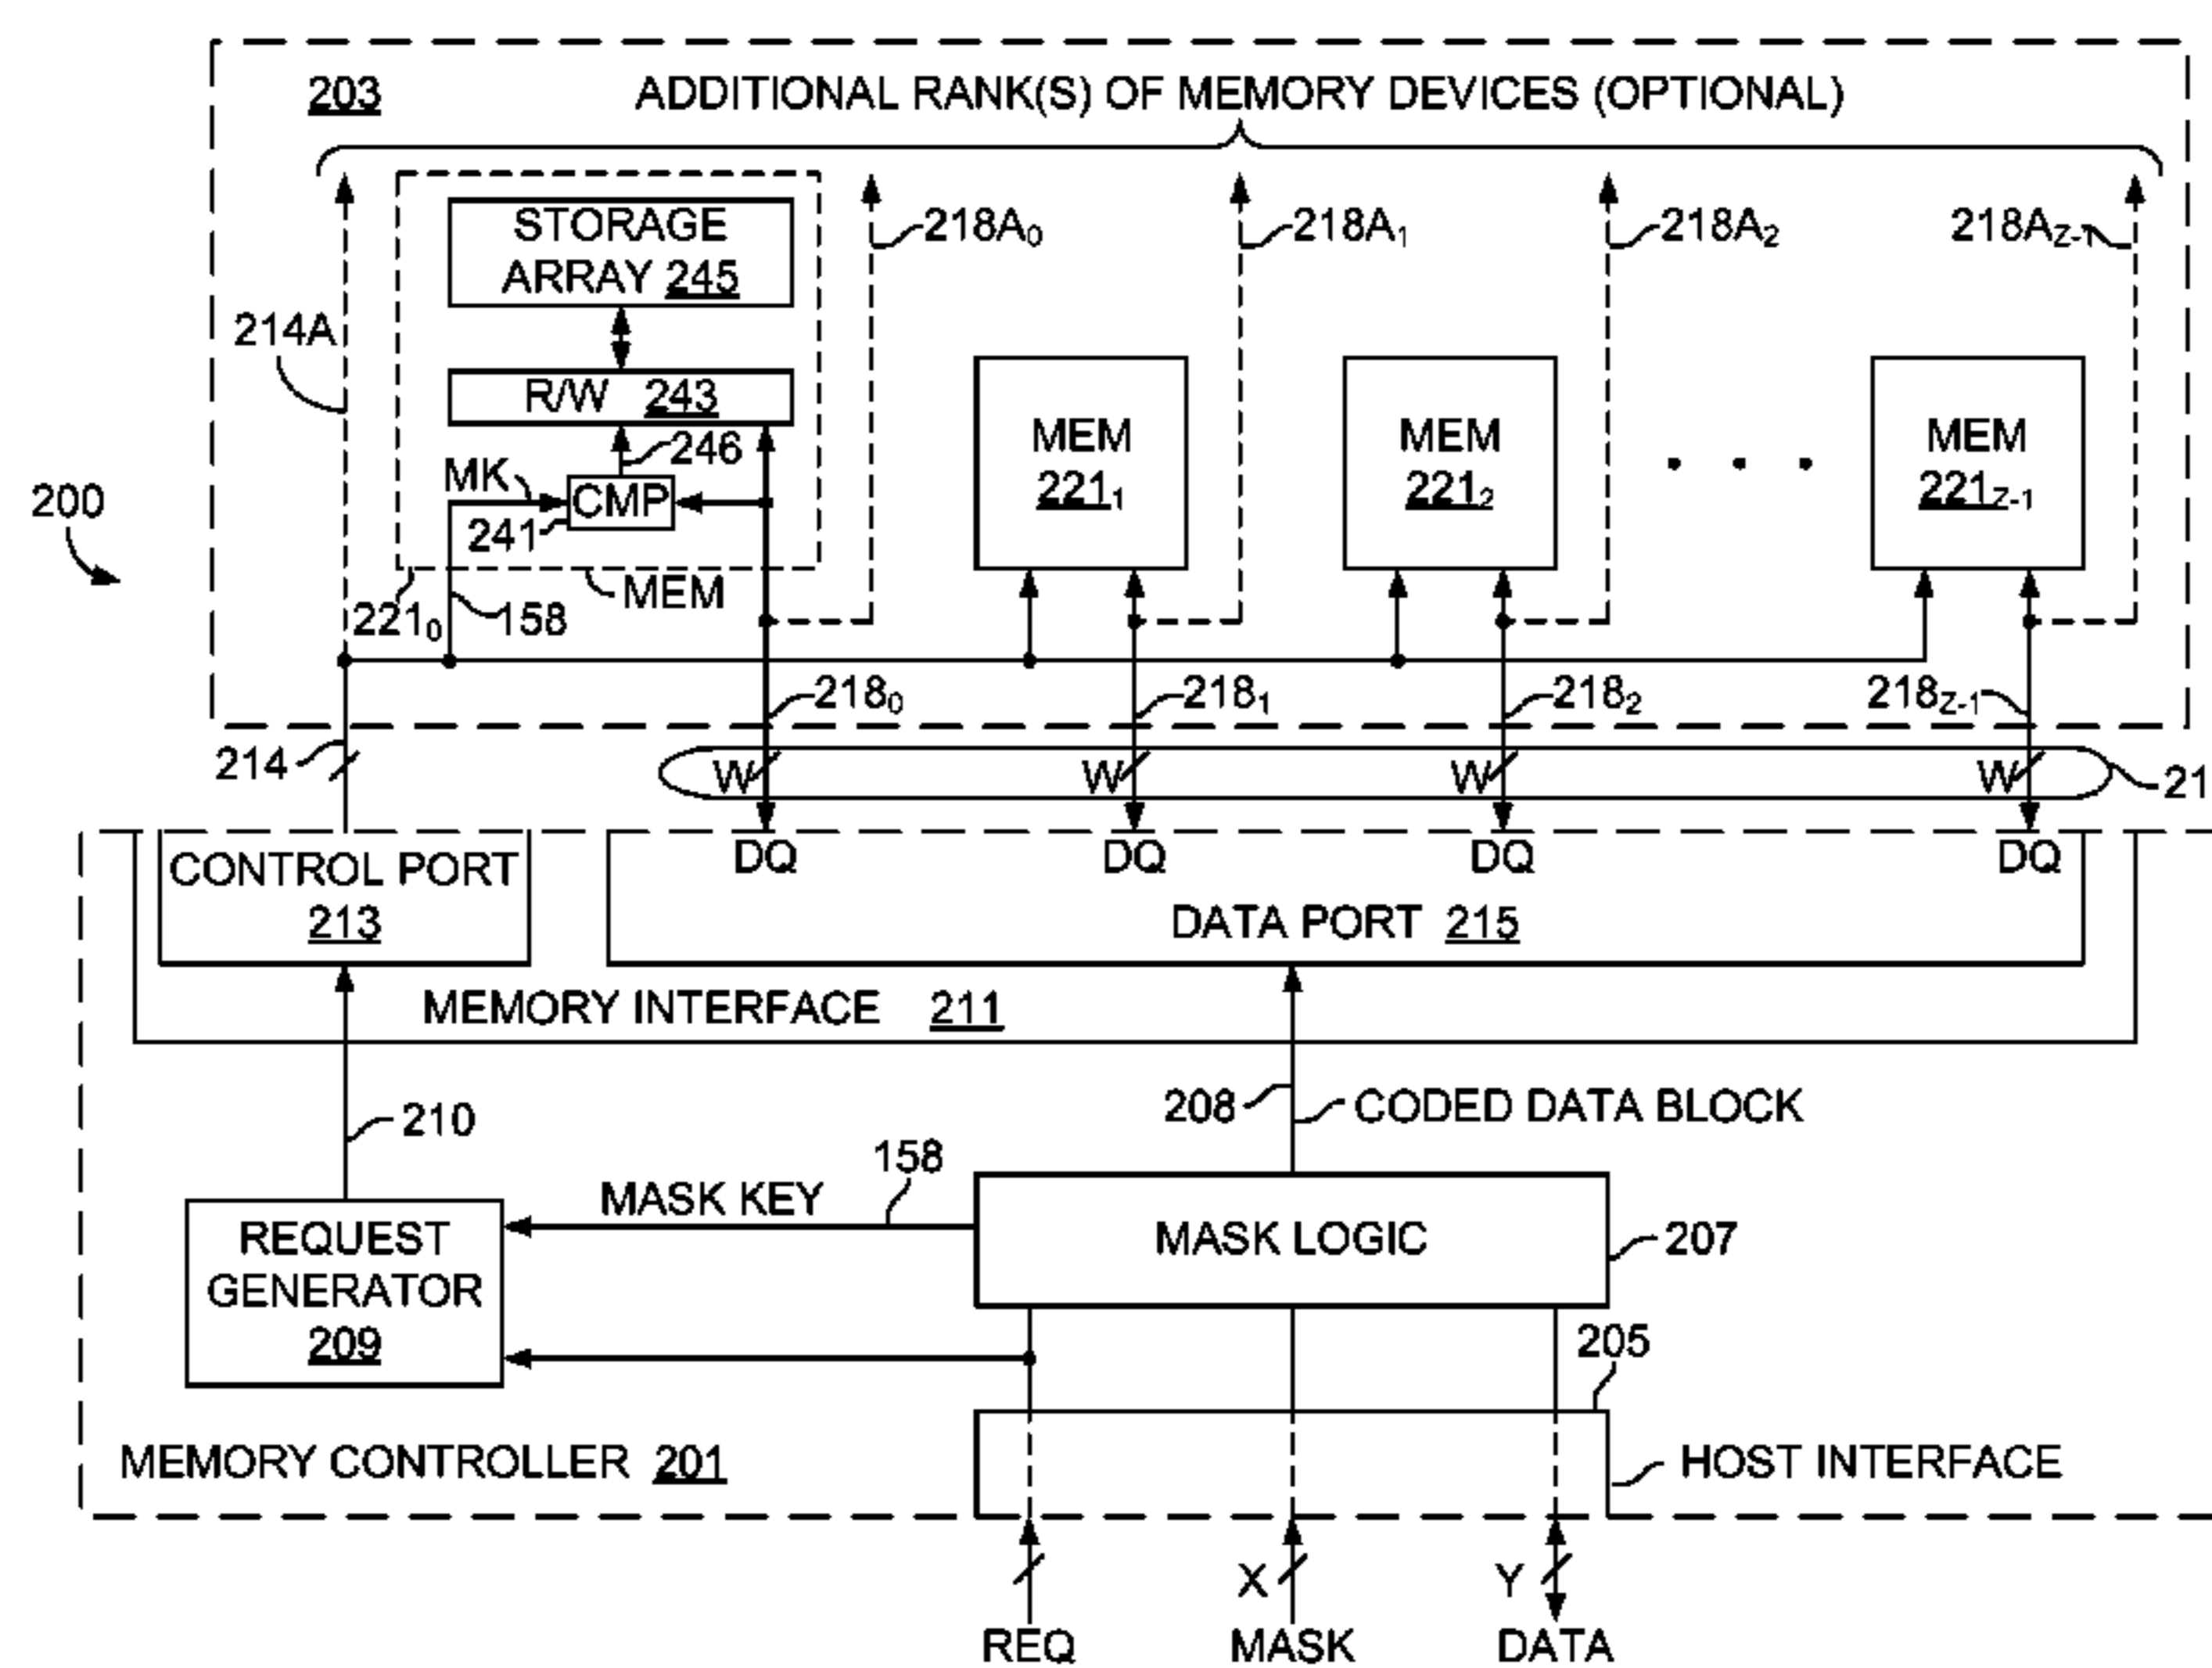 203 ADDITIONAL RANK(S) OF MEMORY DEVICES (OPTIONAL)
STORAGE
ARRAY 245
218A0 218A1 218A2 218AZ-1
214A
R/W 243
246
MK
CMP
241
MEM
2211
MEM
2212
. . .
MEM
221Z-1
200
2210
158
MEM
2180 2181 2182 218Z-1
214
W W W W
21
DQ DQ DQ DQ
CONTROL PORT
213
DATA PORT 215
MEMORY INTERFACE 211
210
208
CODED DATA BLOCK
158
MASK KEY
REQUEST
GENERATOR
209
MASK LOGIC
207
205
MEMORY CONTROLLER 201
HOST INTERFACE
X Y
REQ MASK DATA